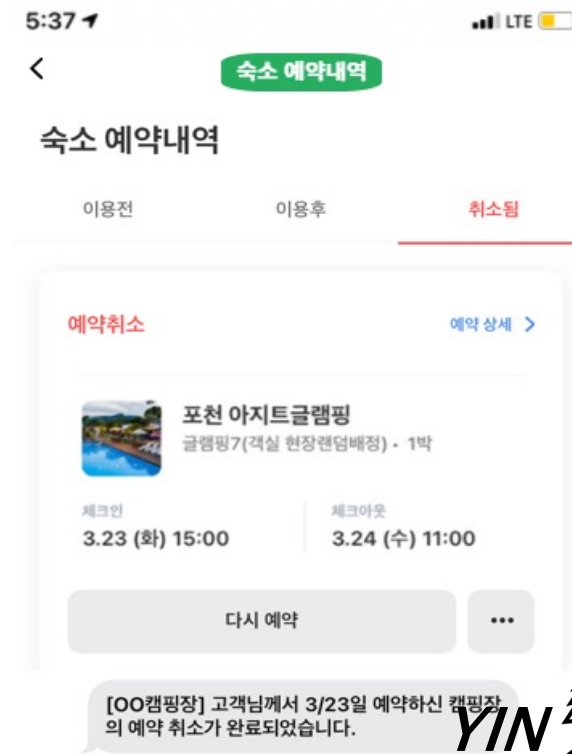 5:37
LTE
숙소 예약내역
숙소 예약내역
이용전 이용후 취소됨
예약취소 예약 상세
포천 아지트글램핑
글램핑7(객실 현장랜덤배정) • 1박
체크인 체크아웃
3.23 (화) 15:00 3.24 (수) 11:00
다시 예약 •••
[OO캠핑장] 고객님께서 3/23일 예약하신 캠핑장
의 예약 취소가 완료되었습니다.
YIN